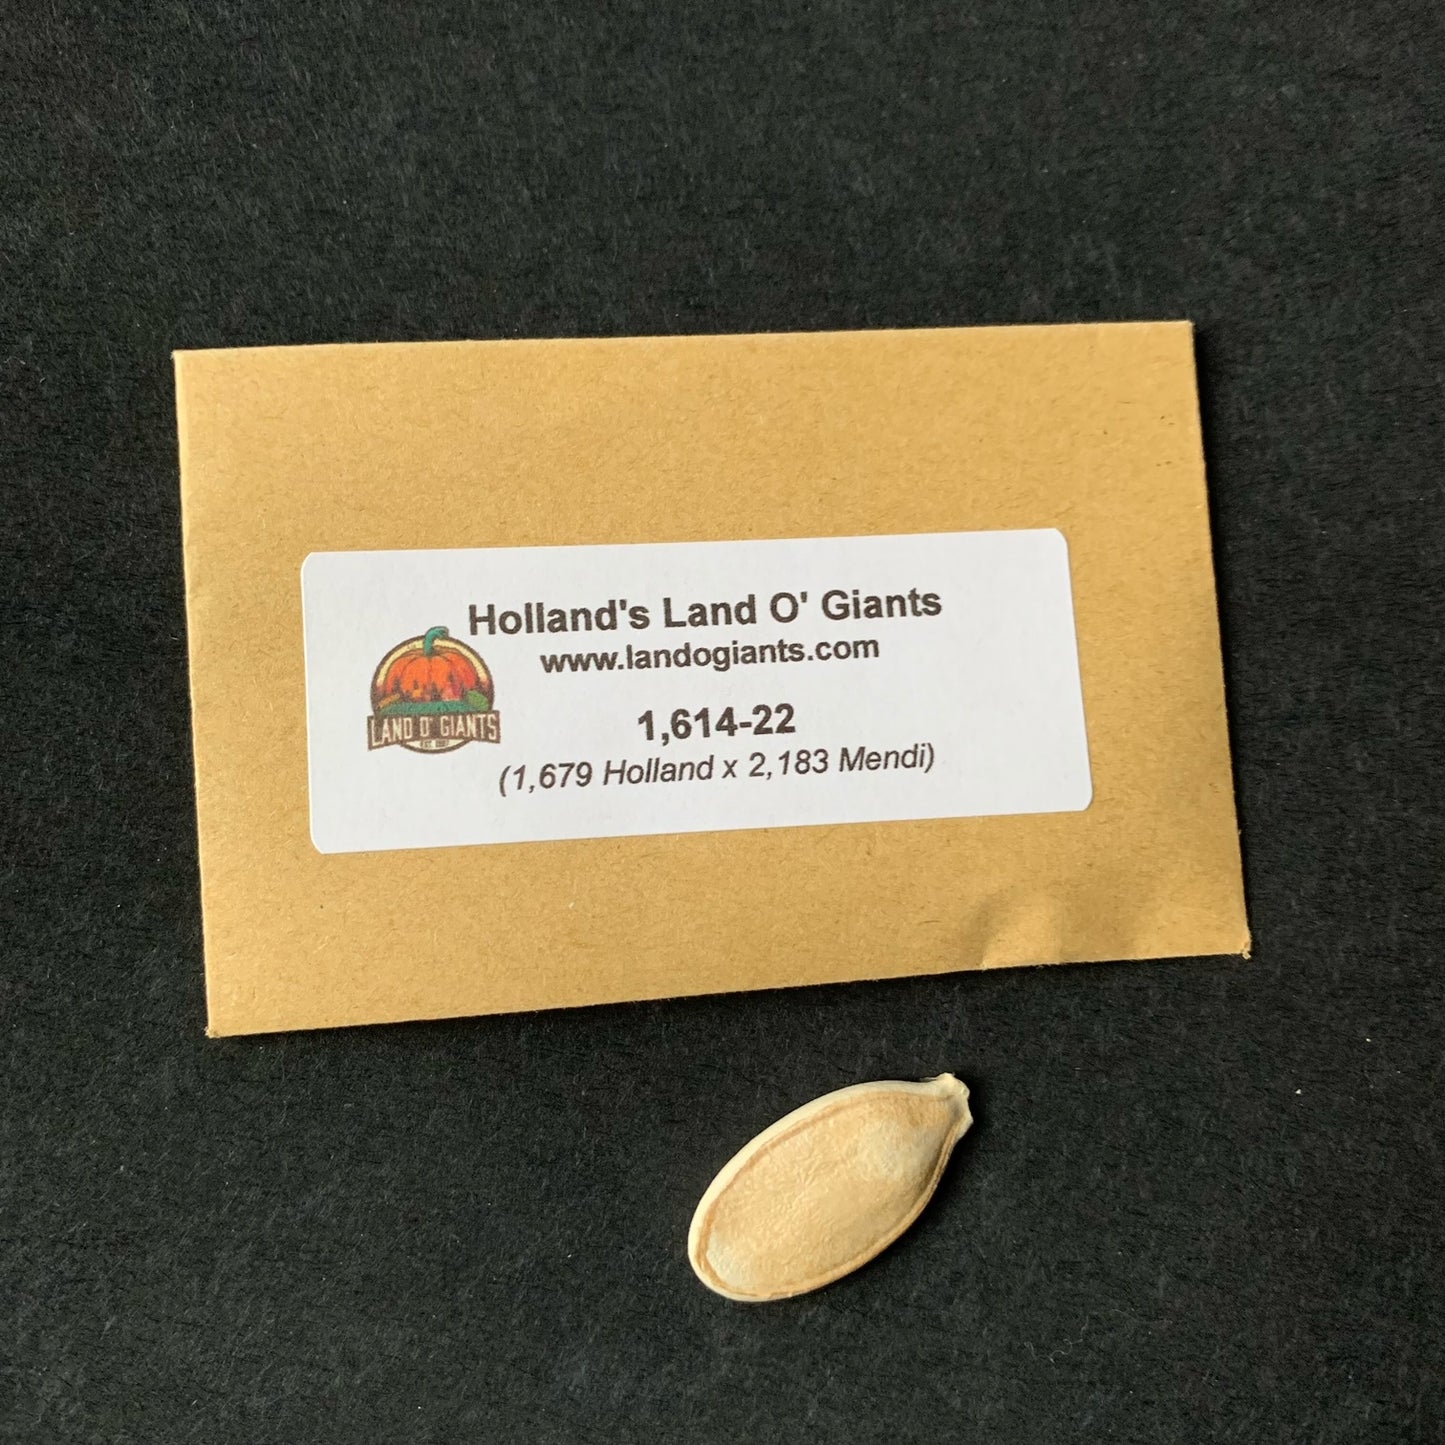 Holland's Land O' Giants
www.landogiants.com
LAND O' GIANTS
1,614-22
(1,679 Holland x 2,183 Mendi)